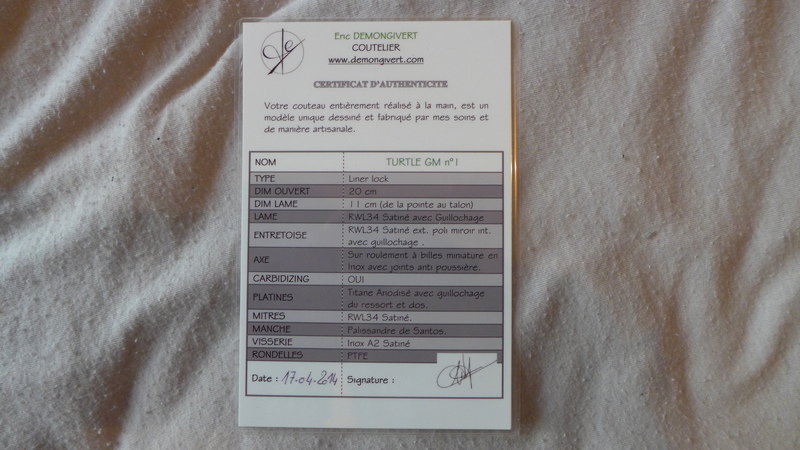 Eric DEMONGIVERT
COUTELIER
www.demongivert.com
CERTIFICAT D'AUTHENTICITE
Votre couteau entièrement réalisé à la main, est un
modèle unique dessiné et fabriqué par mes soins et
de manière artisanale.
NOM TURTLE GM n°1
TYPE Liner lock
DIM OUVERT 20 cm
DIM LAME 11 cm (de la pointe au talon)
LAME RWL34 Satiné avec Guillochage
ENTRETOISE RWL34 Satiné ext. poli miroir int.
avec guillochage .
AXE Sur roulement à billes miniature en
Inox avec joints anti poussière.
CARBIDIZING OUI
PLATINES Titane Anodisé avec guillochage
du ressort et dos.
MITRES RWL34 Satiné.
MANCHE Palissandre de Santos.
VISSERIE Inox A2 Satiné
RONDELLES PTFE
Date : 17-04-2014 Signature :